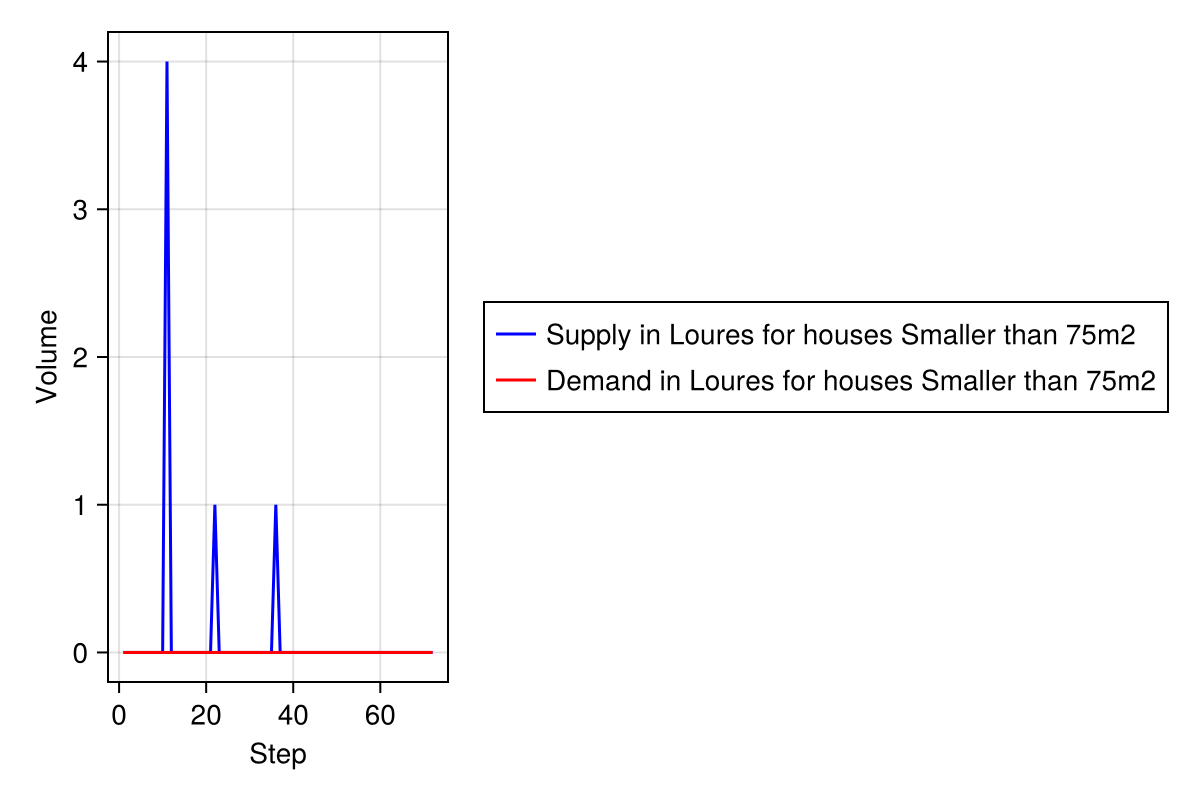 4
3
2
1
0
Volume
0 20 40 60
Step
Supply in Loures for houses Smaller than 75m2
Demand in Loures for houses Smaller than 75m2